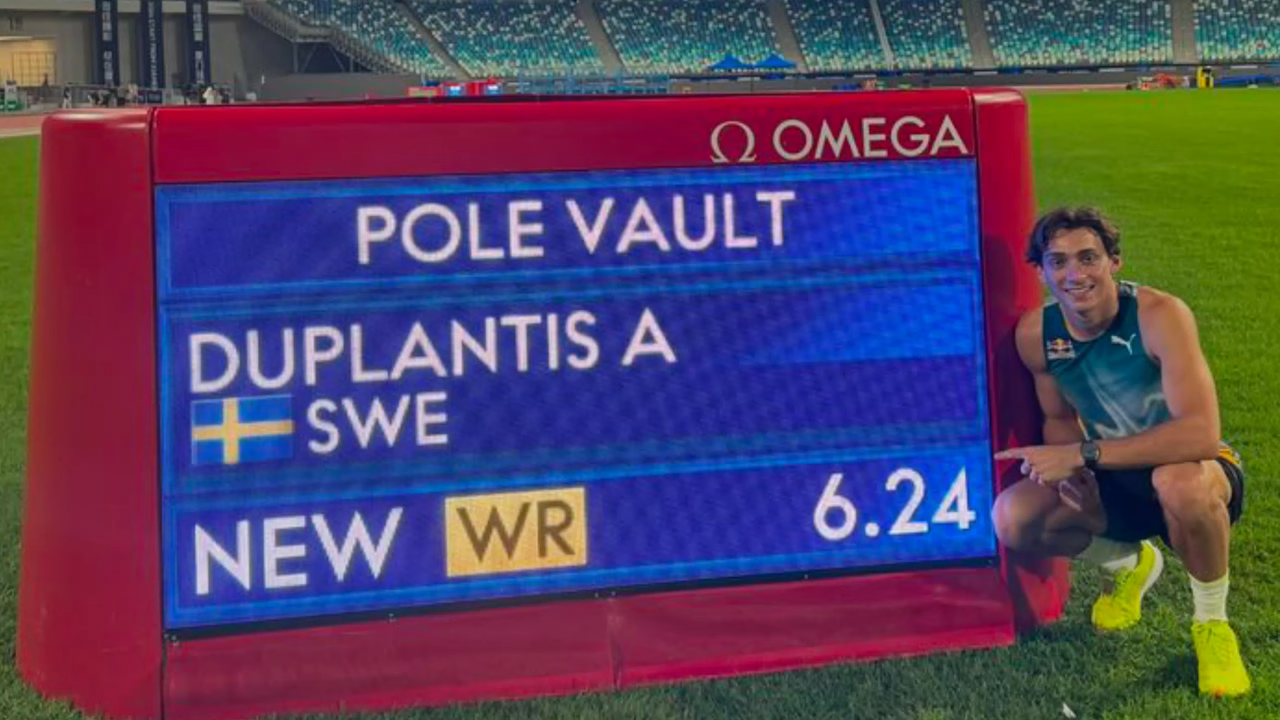 Ω OMEGA
POLE VAULT
DUPLANTIS A
SWE
NEW WR 6.24